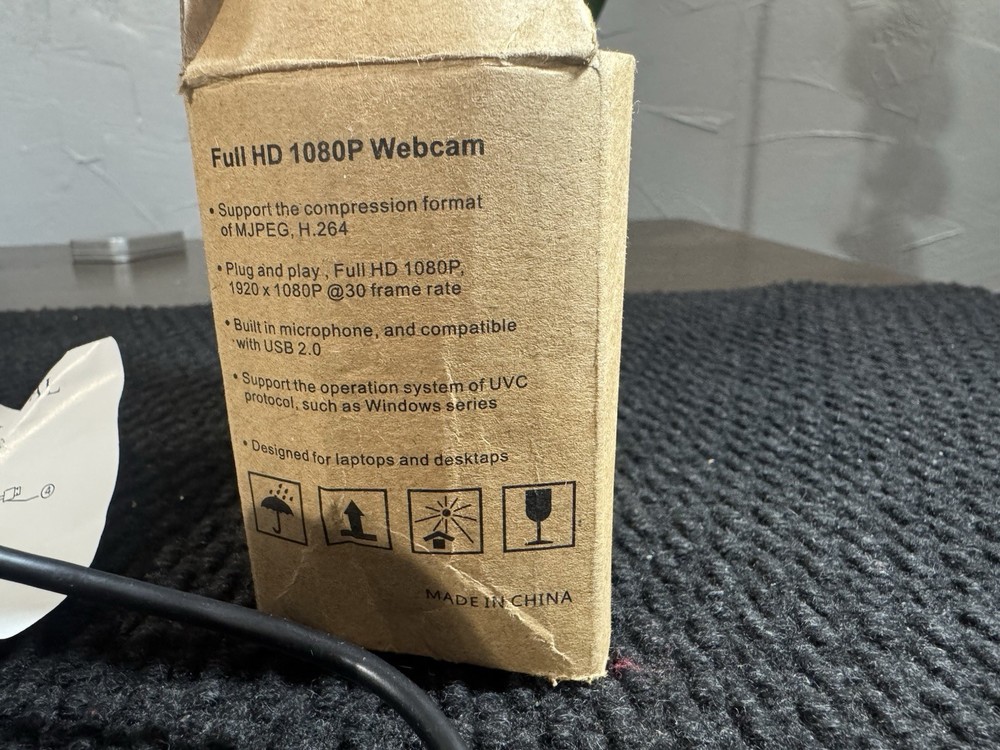 Full HD 1080P Webcam
• Support the compression format
of MJPEG, H.264
• Plug and play , Full HD 1080P,
1920 x 1080P @30 frame rate
• Built in microphone, and compatible
with USB 2.0
• Support the operation system of UVC
protocol, such as Windows series
• Designed for laptops and desktaps
MADE IN CHINA
④